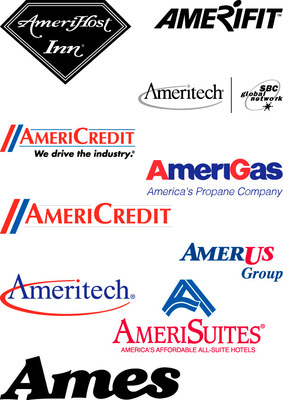 AmeriHost
Inn®
AMERIFIT™
Ameritech®
SBC
global
network
AMERICREDIT
We drive the industry.®
AmeriGas
America's Propane Company
AMERICREDIT
AMERUS
Group
Ameritech®
AMERISUITES®
AMERICA'S AFFORDABLE ALL-SUITE HOTELS
Ames